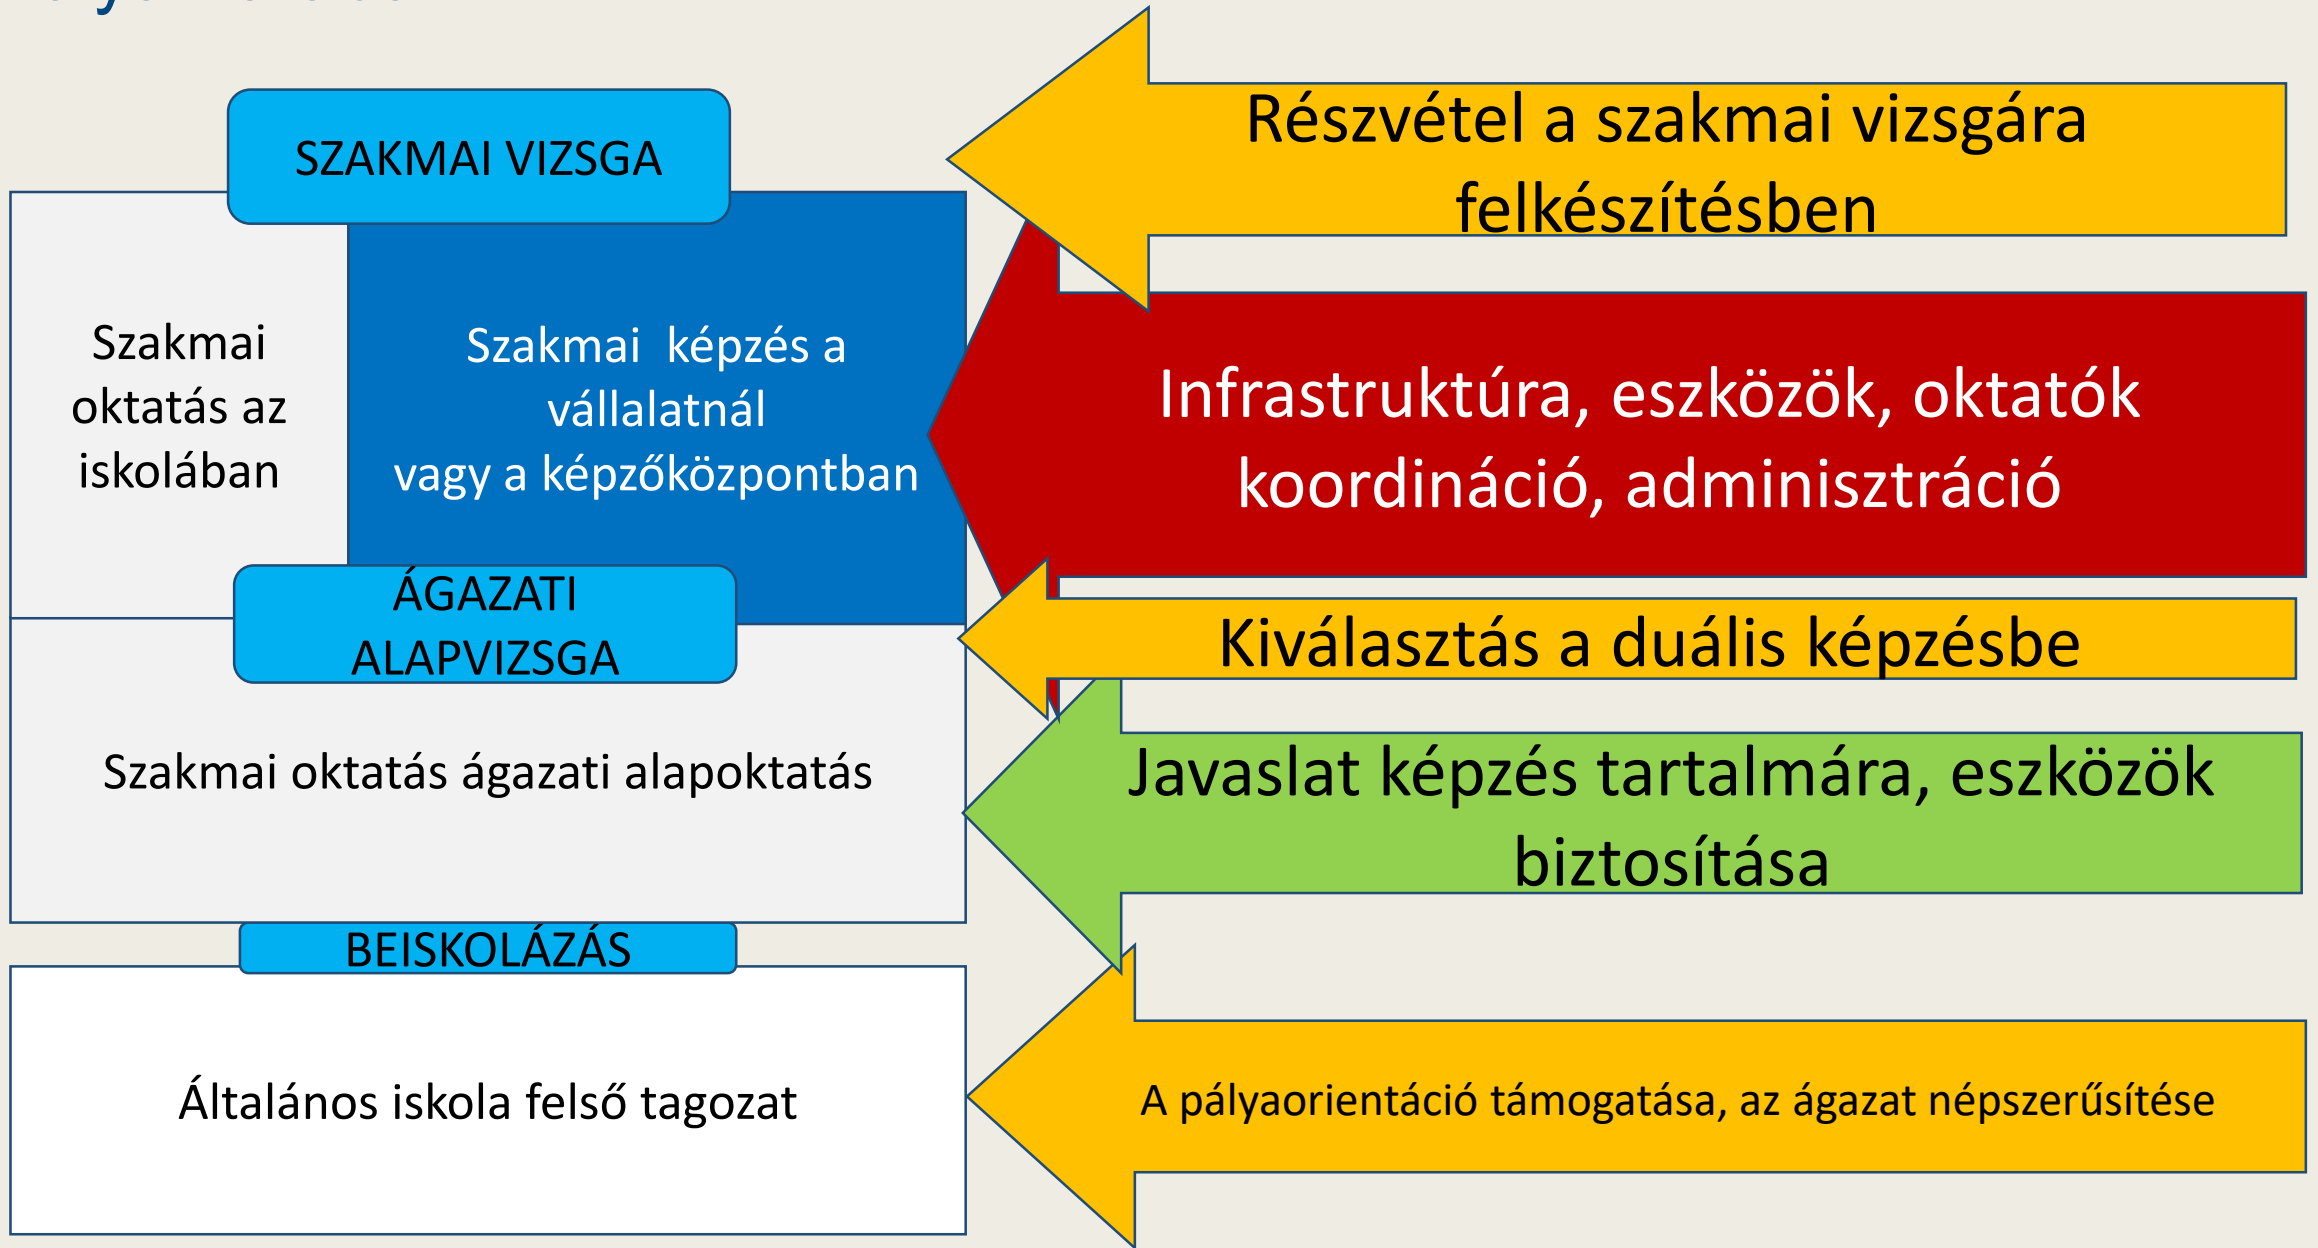 SZAKMAI VIZSGA
Részvétel a szakmai vizsgára
felkészítésben
Szakmai
oktatás az
iskolában
Szakmai képzés a
vállalatnál
vagy a képzőközpontban
Infrastruktúra, eszközök, oktatók
koordináció, adminisztráció
ÁGAZATI
ALAPVIZSGA
Kiválasztás a duális képzésbe
Szakmai oktatás ágazati alapoktatás
Javaslat képzés tartalmára, eszközök
biztosítása
BEISKOLÁZÁS
Általános iskola felső tagozat
A pályaorientáció támogatása, az ágazat népszerűsítése